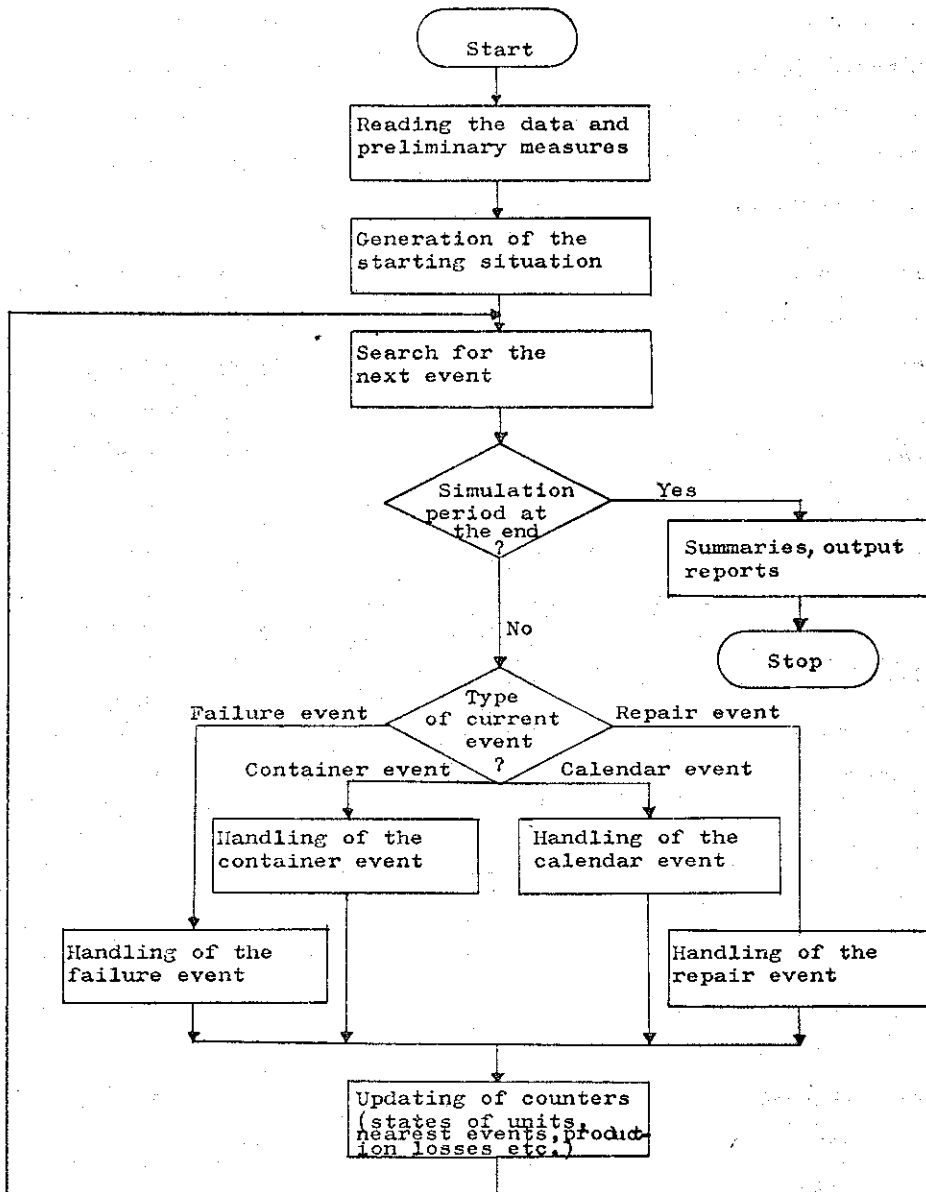 Start
Reading the data and
preliminary measures
Generation of the
starting situation
Search for the
next event
Simulation
period at
the end
?
Yes
Summaries, output
reports
Stop
No
Type
of current
event
?
Failure event
Repair event
Container event
Calendar event
Handling of the
container event
Handling of the
calendar event
Handling of the
failure event
Handling of the
repair event
Updating of counters
(states of units,
nearest events,product-
ion losses etc.)